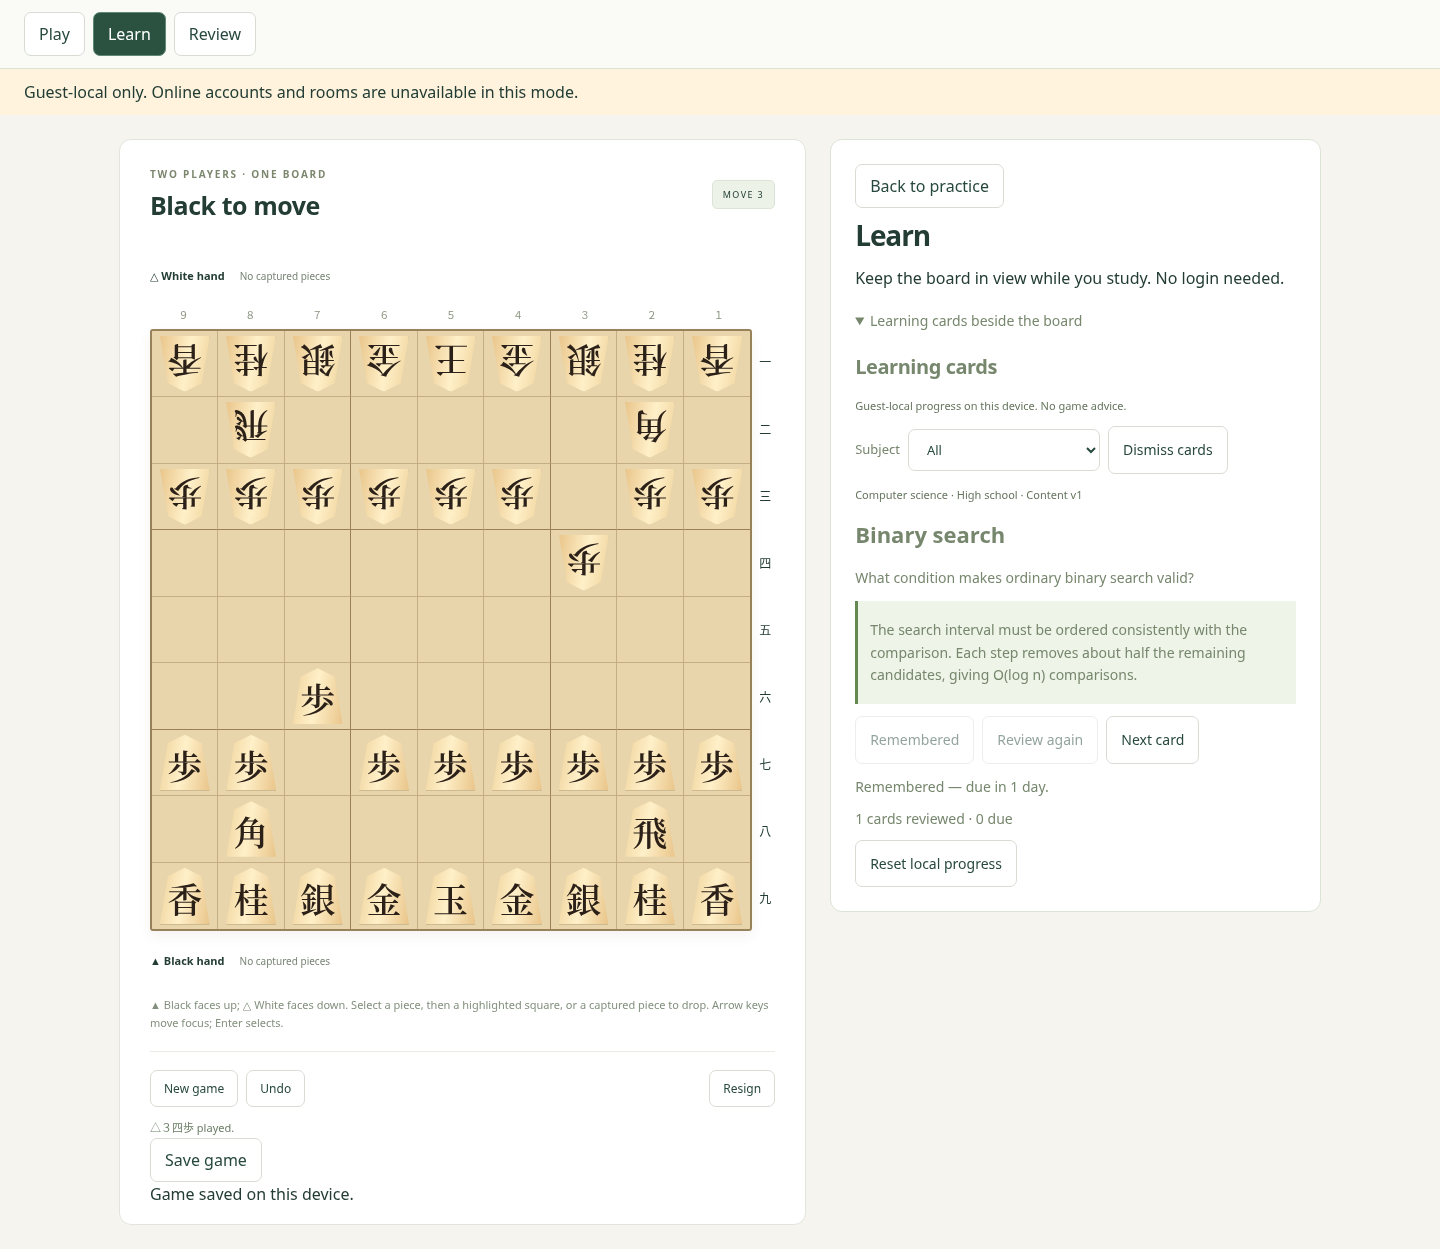 Play Learn Review
Guest-local only. Online accounts and rooms are unavailable in this mode.
TWO PLAYERS · ONE BOARD
Black to move
MOVE 3
△ White hand No captured pieces
9 8 7 6 5 4 3 2 1
香 桂 銀 金 王 金 銀 桂 香 一
飛 角 二
歩 歩 歩 歩 歩 歩 歩 歩 三
歩 四
五
歩 六
歩 歩 歩 歩 歩 歩 歩 歩 七
角 飛 八
香 桂 銀 金 玉 金 銀 桂 香 九
▲ Black hand No captured pieces
▲ Black faces up; △ White faces down. Select a piece, then a highlighted square, or a captured piece to drop. Arrow keys
move focus; Enter selects.
New game Undo Resign
△３四歩 played.
Save game
Game saved on this device.
Back to practice
Learn
Keep the board in view while you study. No login needed.
▼ Learning cards beside the board
Learning cards
Guest-local progress on this device. No game advice.
Subject All Dismiss cards
Computer science · High school · Content v1
Binary search
What condition makes ordinary binary search valid?
The search interval must be ordered consistently with the
comparison. Each step removes about half the remaining
candidates, giving O(log n) comparisons.
Remembered Review again Next card
Remembered — due in 1 day.
1 cards reviewed · 0 due
Reset local progress